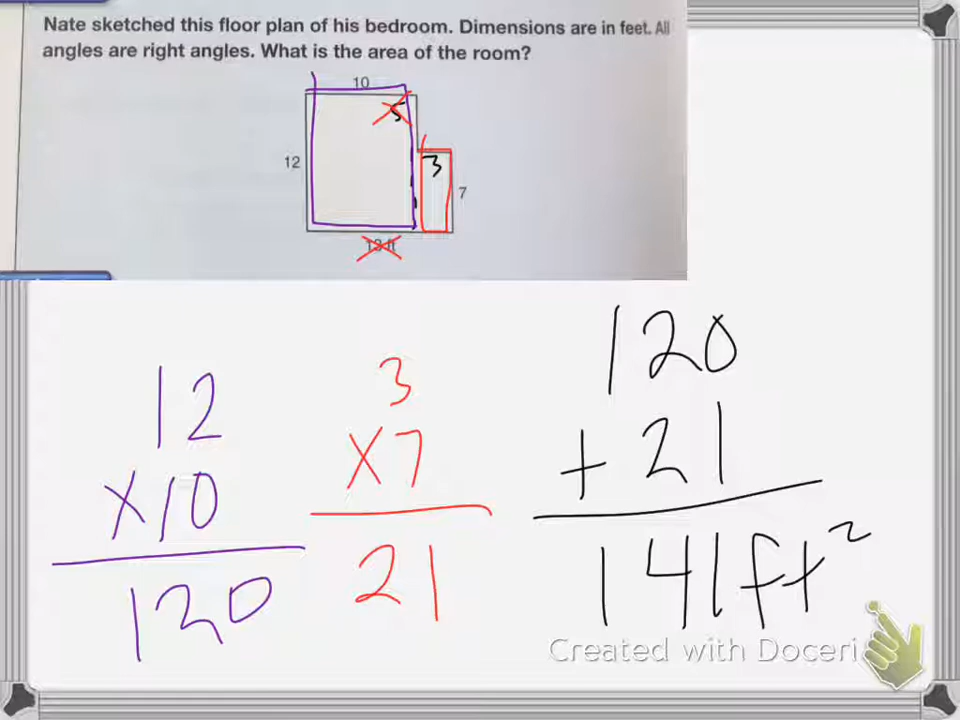 Nate sketched this floor plan of his bedroom. Dimensions are in feet. All
angles are right angles. What is the area of the room?
10
5
12
3
7
13 ft
12
x10
120
3
x7
21
120
+21
141ft²
Created with Doceri